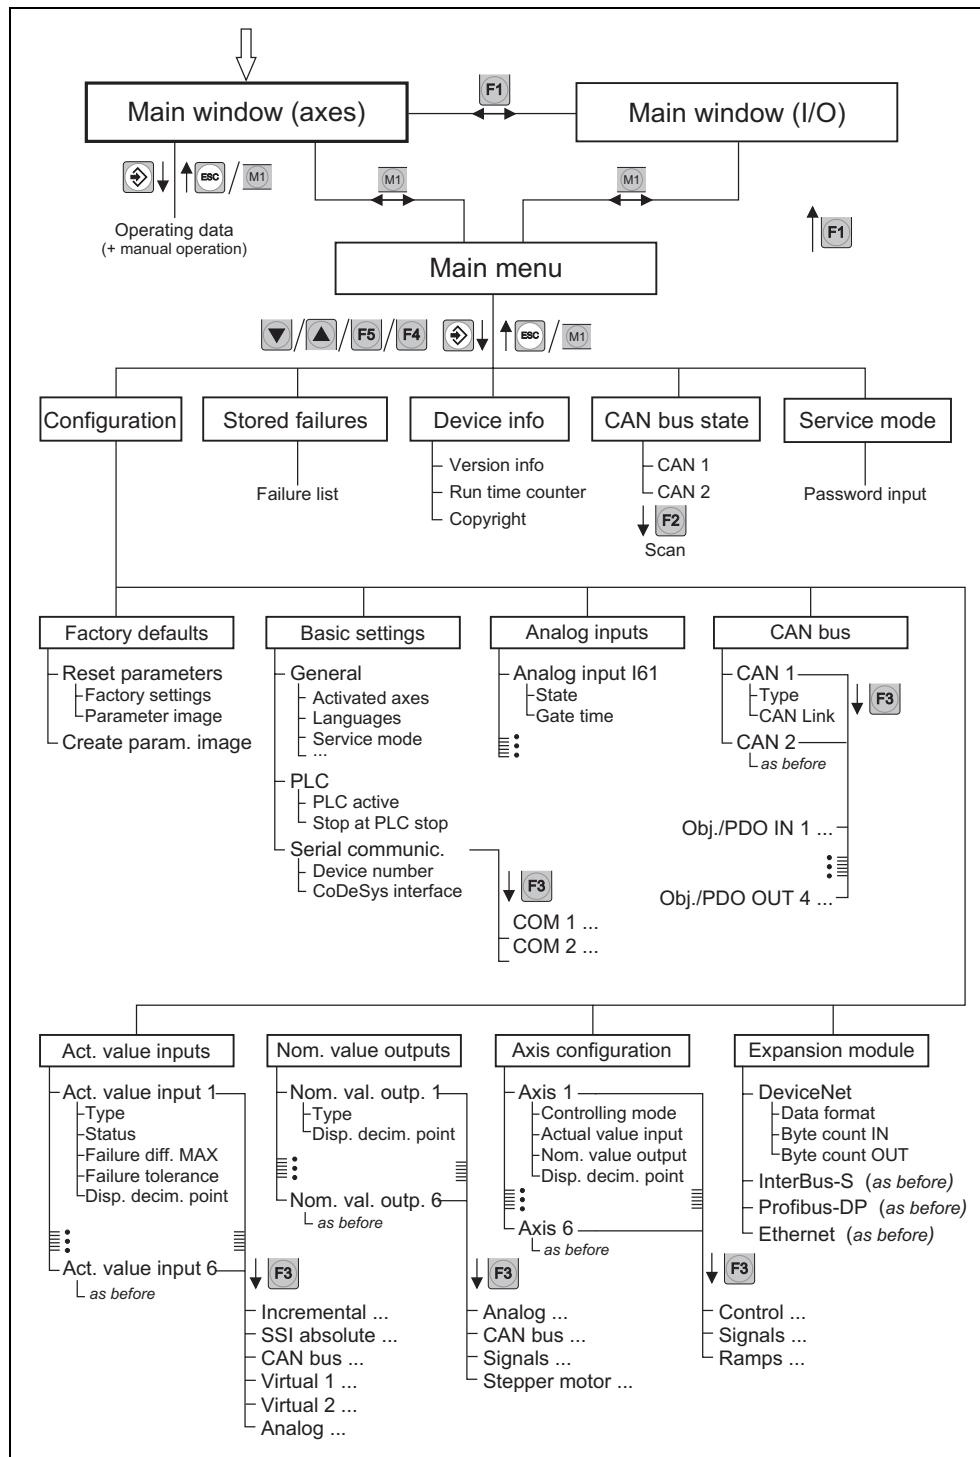 F1
Main window (axes)
Main window (I/O)
ESC / M1
M1
M1
Operating data
(+ manual operation)
F1
Main menu
/ / F5 / F4
ESC / M1
Configuration
Stored failures
Device info
CAN bus state
Service mode
Failure list
Version info
Run time counter
Copyright
CAN 1
CAN 2
F2
Scan
Password input
Factory defaults
Reset parameters
Factory settings
Parameter image
Create param. image
Basic settings
General
Activated axes
Languages
Service mode
...
PLC
PLC active
Stop at PLC stop
Serial communic.
Device number
CoDeSys interface
F3
COM 1 ...
COM 2 ...
Analog inputs
Analog input I61
State
Gate time
CAN bus
CAN 1
Type
CAN Link
CAN 2
as before
F3
Obj./PDO IN 1 ...
Obj./PDO OUT 4 ...
Act. value inputs
Act. value input 1
Type
Status
Failure diff. MAX
Failure tolerance
Disp. decim. point
Act. value input 6
as before
F3
Incremental ...
SSI absolute ...
CAN bus ...
Virtual 1 ...
Virtual 2 ...
Analog ...
Nom. value outputs
Nom. val. outp. 1
Type
Disp. decim. point
Nom. val. outp. 6
as before
F3
Analog ...
CAN bus ...
Signals ...
Stepper motor ...
Axis configuration
Axis 1
Controlling mode
Actual value input
Nom. value output
Disp. decim. point
Axis 6
as before
F3
Control ...
Signals ...
Ramps ...
Expansion module
DeviceNet
Data format
Byte count IN
Byte count OUT
InterBus-S (as before)
Profibus-DP (as before)
Ethernet (as before)